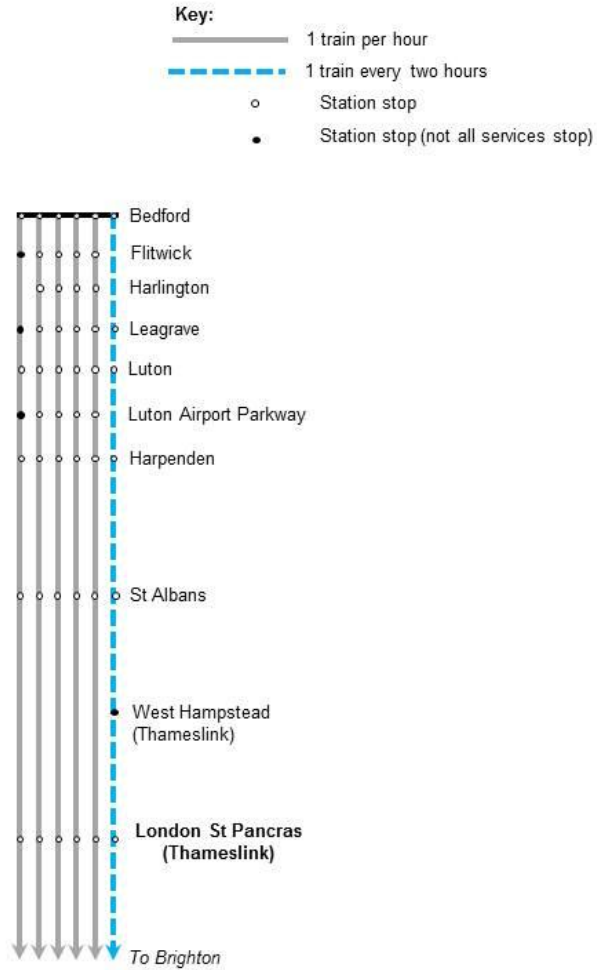 Key:
1 train per hour
1 train every two hours
Station stop
Station stop (not all services stop)
Bedford
Flitwick
Harlington
Leagrave
Luton
Luton Airport Parkway
Harpenden
St Albans
West Hampstead
(Thameslink)
London St Pancras
(Thameslink)
To Brighton